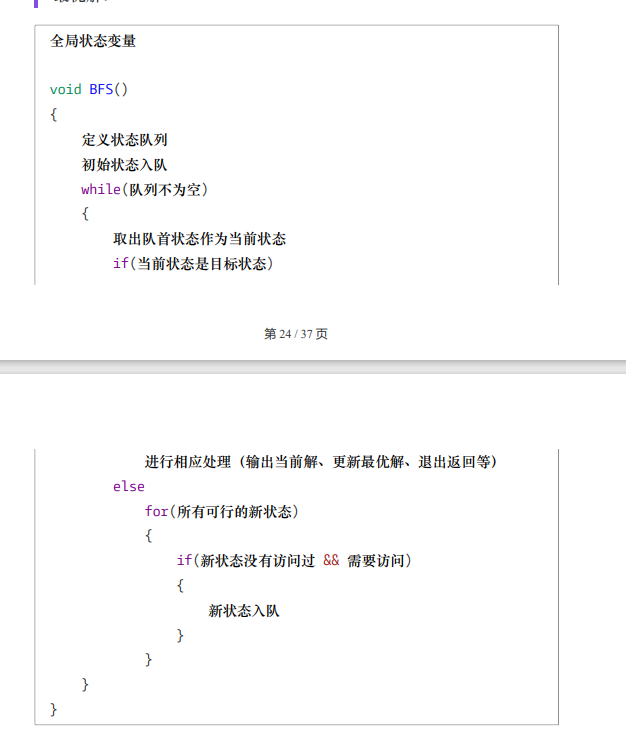 全局状态变量
void BFS()
{
定义状态队列
初始状态入队
while(队列不为空)
{
取出队首状态作为当前状态
if(当前状态是目标状态)
第 24 / 37 页
进行相应处理（输出当前解、更新最优解、退出返回等）
else
for(所有可行的新状态)
{
if(新状态没有访问过 && 需要访问)
{
新状态入队
}
}
}
}